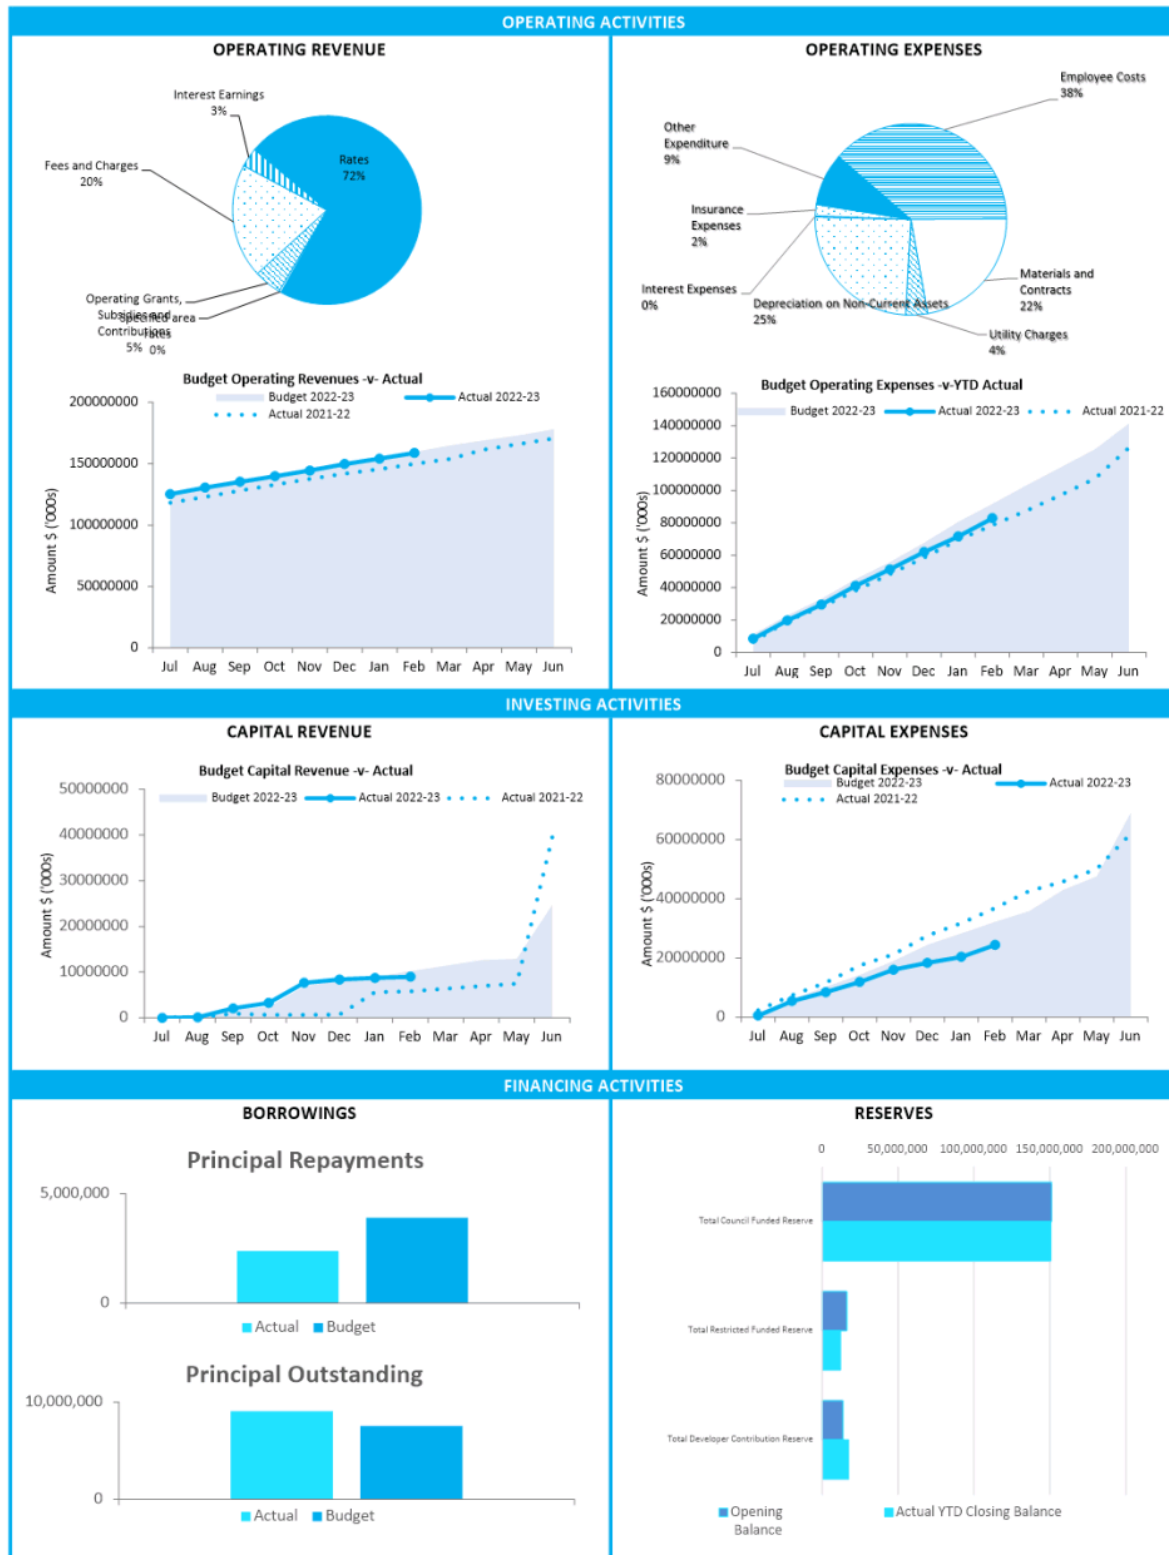 OPERATING ACTIVITIES
OPERATING REVENUE
Interest Earnings
3%
Fees and Charges
20%
Rates
72%
Operating Grants,
Subsidies and
Contributions
5%
Specified area
rates
0%
Budget Operating Revenues -v- Actual
Budget 2022-23
Actual 2022-23
Actual 2021-22
Amount $ ('000s)
200000000
150000000
100000000
50000000
0
Jul Aug Sep Oct Nov Dec Jan Feb Mar Apr May Jun
OPERATING EXPENSES
Employee Costs
38%
Other
Expenditure
9%
Insurance
Expenses
2%
Interest Expenses
0%
Depreciation on Non-Current Assets
25%
Materials and
Contracts
22%
Utility Charges
4%
Budget Operating Expenses -v-YTD Actual
Budget 2022-23
Actual 2022-23
Actual 2021-22
Amount $ ('000s)
160000000
140000000
120000000
100000000
80000000
60000000
40000000
20000000
0
Jul Aug Sep Oct Nov Dec Jan Feb Mar Apr May Jun
INVESTING ACTIVITIES
CAPITAL REVENUE
Budget Capital Revenue -v- Actual
Budget 2022-23
Actual 2022-23
Actual 2021-22
Amount $ ('000s)
50000000
40000000
30000000
20000000
10000000
0
Jul Aug Sep Oct Nov Dec Jan Feb Mar Apr May Jun
CAPITAL EXPENSES
Budget Capital Expenses -v- Actual
Budget 2022-23
Actual 2022-23
Actual 2021-22
Amount $ ('000s)
80000000
60000000
40000000
20000000
0
Jul Aug Sep Oct Nov Dec Jan Feb Mar Apr May Jun
FINANCING ACTIVITIES
BORROWINGS
Principal Repayments
5,000,000
0
Actual Budget
Principal Outstanding
10,000,000
0
Actual Budget
RESERVES
0 50,000,000 100,000,000 150,000,000 200,000,000
Total Council Funded Reserve
Total Restricted Funded Reserve
Total Developer Contribution Reserve
Opening
Balance
Actual YTD Closing Balance